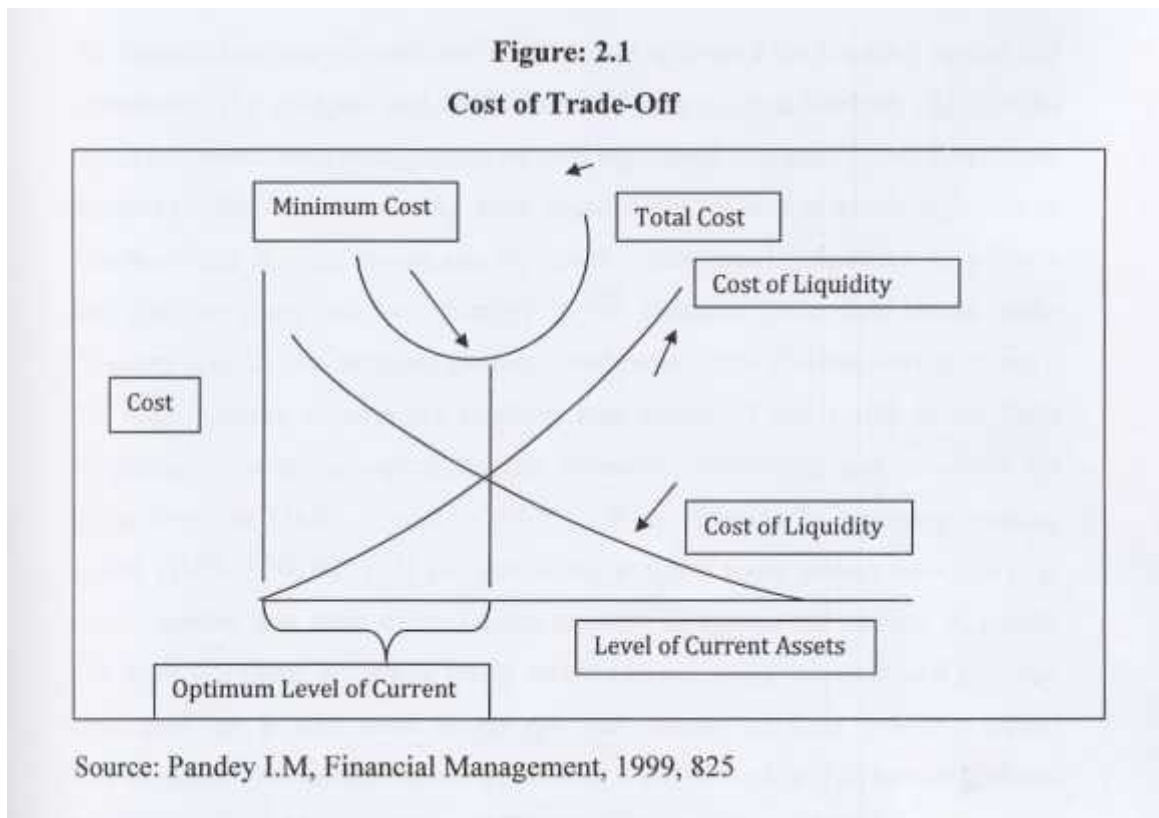 Figure: 2.1
Cost of Trade-Off
Minimum Cost
Total Cost
Cost of Liquidity
Cost
Cost of Liquidity
Level of Current Assets
Optimum Level of Current
Source: Pandey I.M, Financial Management, 1999, 825